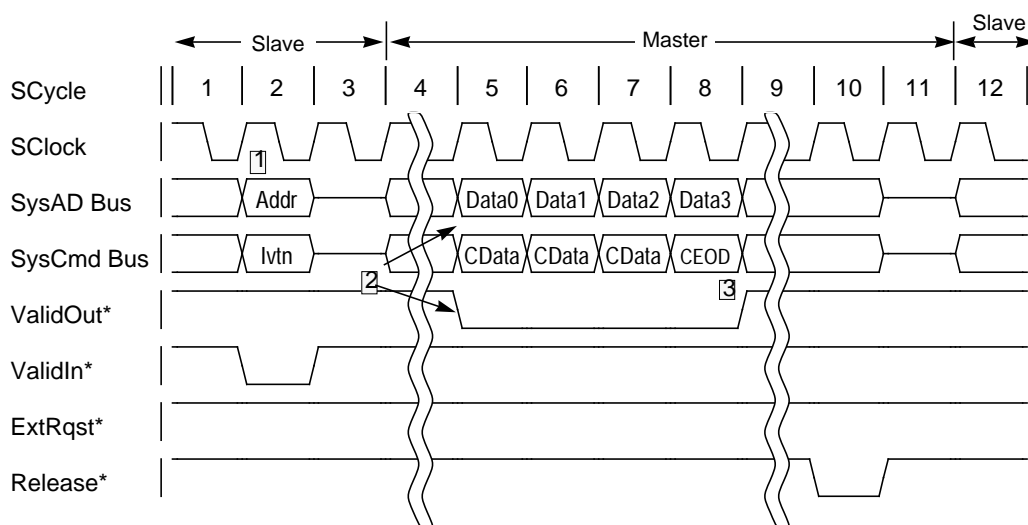 Slave Master Slave
SCycle 1 2 3 4 5 6 7 8 9 10 11 12
SClock
1
SysAD Bus Addr Data0 Data1 Data2 Data3
SysCmd Bus Ivtn CData CData CData CEOD
2 3
ValidOut*
ValidIn*
ExtRqst*
Release*